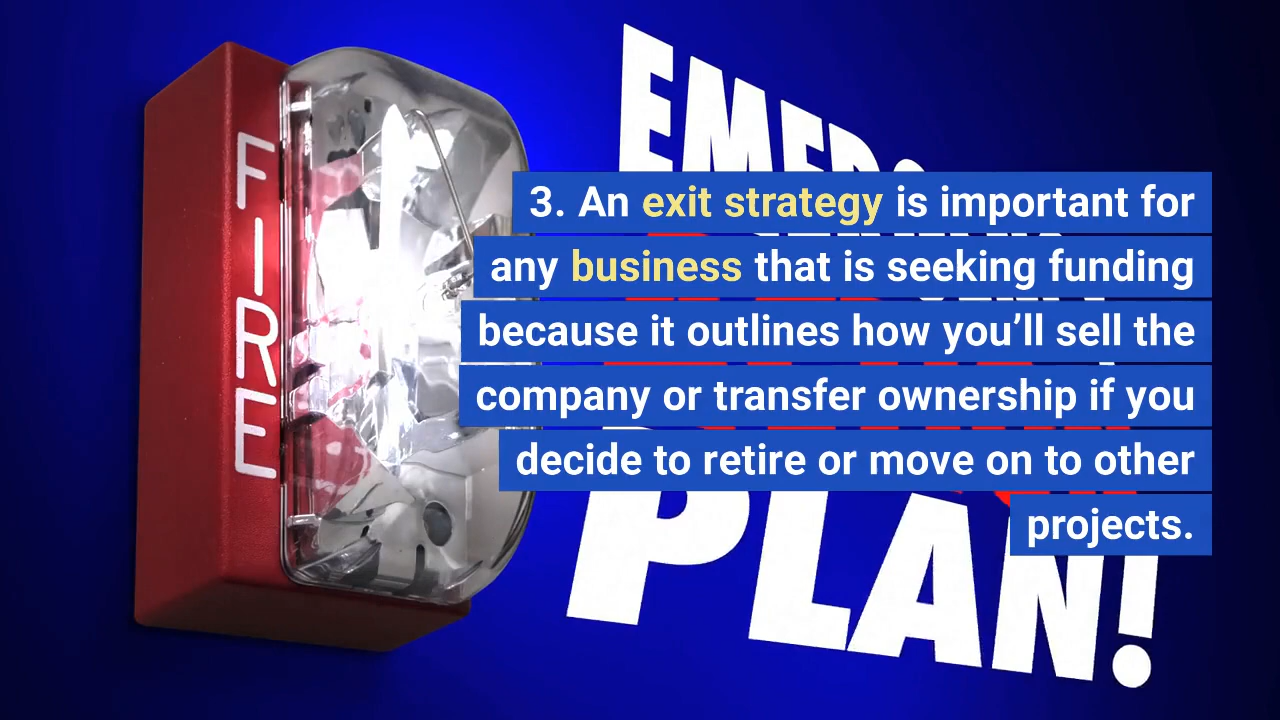 FIRE
EMER
3. An exit strategy is important for
any business that is seeking funding
because it outlines how you’ll sell the
company or transfer ownership if you
decide to retire or move on to other
projects.
PLAN!